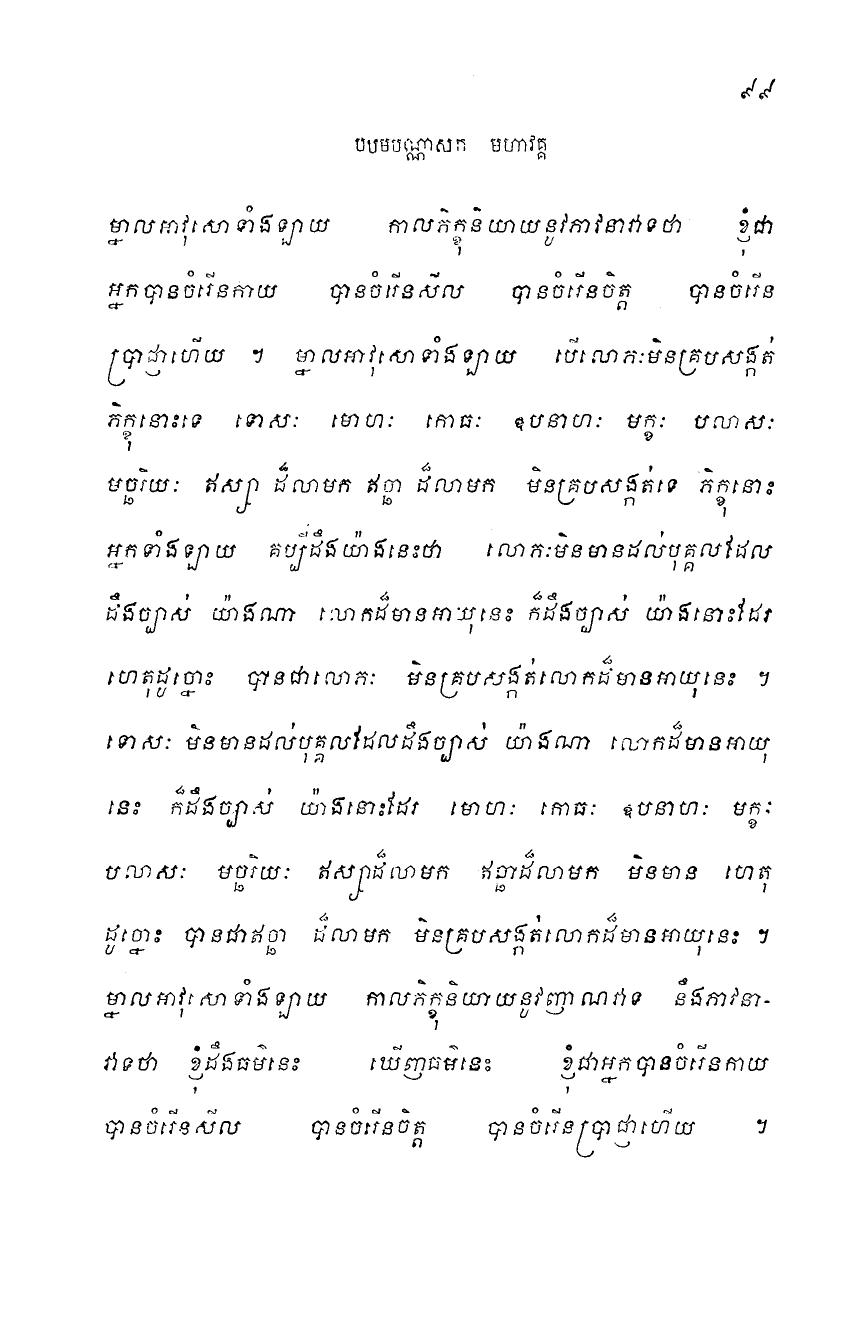 ៩៩
បឋមបណ្ណាសក មហាវគ្គ
ម្នាលអាវុសោទាំងឡាយ កាលភិក្ខុនិយាយនូវភាវនាវាទថា ខ្ញុំជា
អ្នកបានចំរើនកាយ បានចំរើនសីល បានចំរើនចិត្ត បានចំរើន
ប្រាជ្ញាហើយ ។ ម្នាលអាវុសោទាំងឡាយ បើលោភៈមិនគ្របសង្កត់
ភិក្ខុនោះទេ ទោសៈ មោហៈ កោធៈ ឧបនាហៈ មក្ខៈ បលាសៈ
មច្ឆរិយៈ ឥស្សា ដ៏លាមក ឥច្ឆា ដ៏លាមក មិនគ្របសង្កត់ទេ ភិក្ខុនោះ
អ្នកទាំងឡាយ គប្បីដឹងយ៉ាងនេះថា លោភៈមិនមានដល់បុគ្គលដែល
ដឹងច្បាស់ យ៉ាងណា លោកដ៏មានអាយុនេះ ក៏ដឹងច្បាស់ យ៉ាងនោះដែរ
ហេតុដូច្នោះ បានជាលោភៈ មិនគ្របសង្កត់លោកដ៏មានអាយុនេះ ។
ទោសៈ មិនមានដល់បុគ្គលដែលដឹងច្បាស់ យ៉ាងណា លោកដ៏មានអាយុ
នេះ ក៏ដឹងច្បាស់ យ៉ាងនោះដែរ មោហៈ កោធៈ ឧបនាហៈ មក្ខៈ
បលាសៈ មច្ឆរិយៈ ឥស្សាដ៏លាមក ឥច្ឆាដ៏លាមក មិនមាន ហេតុ
ដូច្នោះ បានជាឥច្ឆា ដ៏លាមក មិនគ្របសង្កត់លោកដ៏មានអាយុនេះ ។
ម្នាលអាវុសោទាំងឡាយ កាលភិក្ខុនិយាយនូវញាណវាទ នឹងភាវនា-
វាទថា ខ្ញុំដឹងធម៌នេះ ឃើញធម៌នេះ ខ្ញុំជាអ្នកបានចំរើនកាយ
បានចំរើនសីល បានចំរើនចិត្ត បានចំរើនប្រាជ្ញាហើយ ។